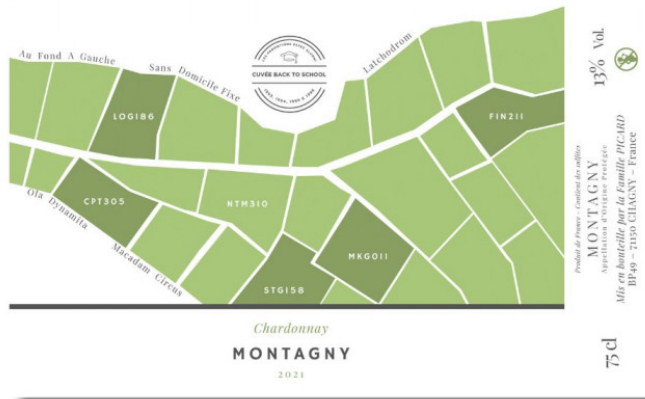 Au Fond A Gauche
Sans Domicile Fixe
CUVÉE BACK TO SCHOOL
Latchodrom
LOG186
FIN211
CPT305
NTM310
Ola Dynamita
Macadam Circus
MKG011
STG158
Chardonnay
MONTAGNY
2021
13% Vol.
Produit de France - Contient des sulfites
MONTAGNY
Appellation d'Origine Protégée
Mis en bouteille par la Famille PICARD
BP49 – 71150 CHAGNY – France
75 cl